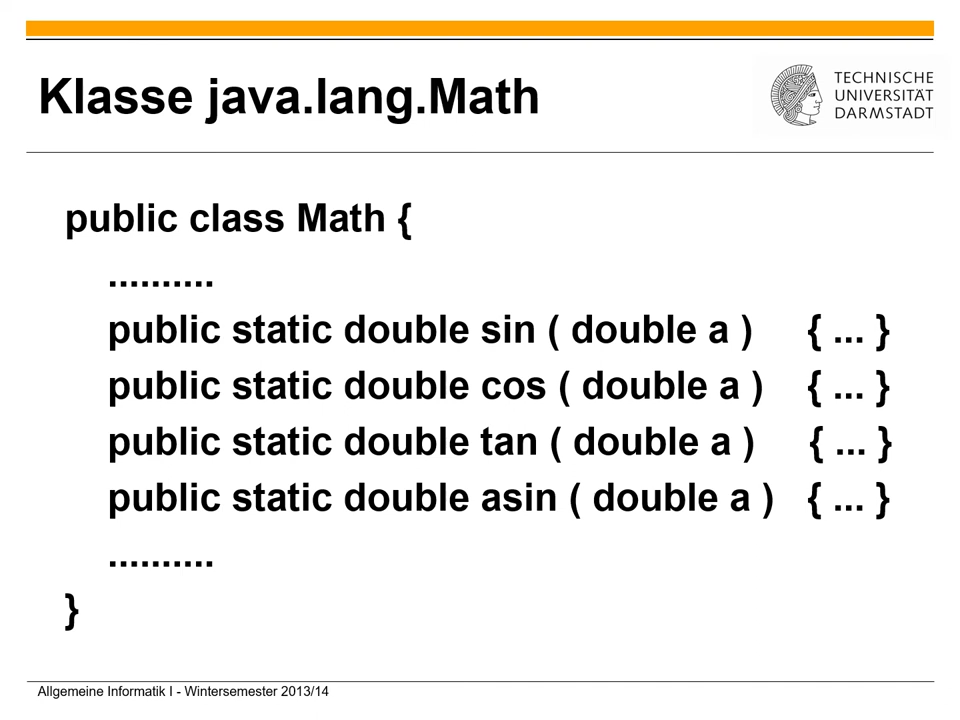 Klasse java.lang.Math
TECHNISCHE
UNIVERSITÄT
DARMSTADT
public class Math {
..........
public static double sin ( double a ) { ... }
public static double cos ( double a ) { ... }
public static double tan ( double a ) { ... }
public static double asin ( double a ) { ... }
..........
}
Allgemeine Informatik I - Wintersemester 2013/14